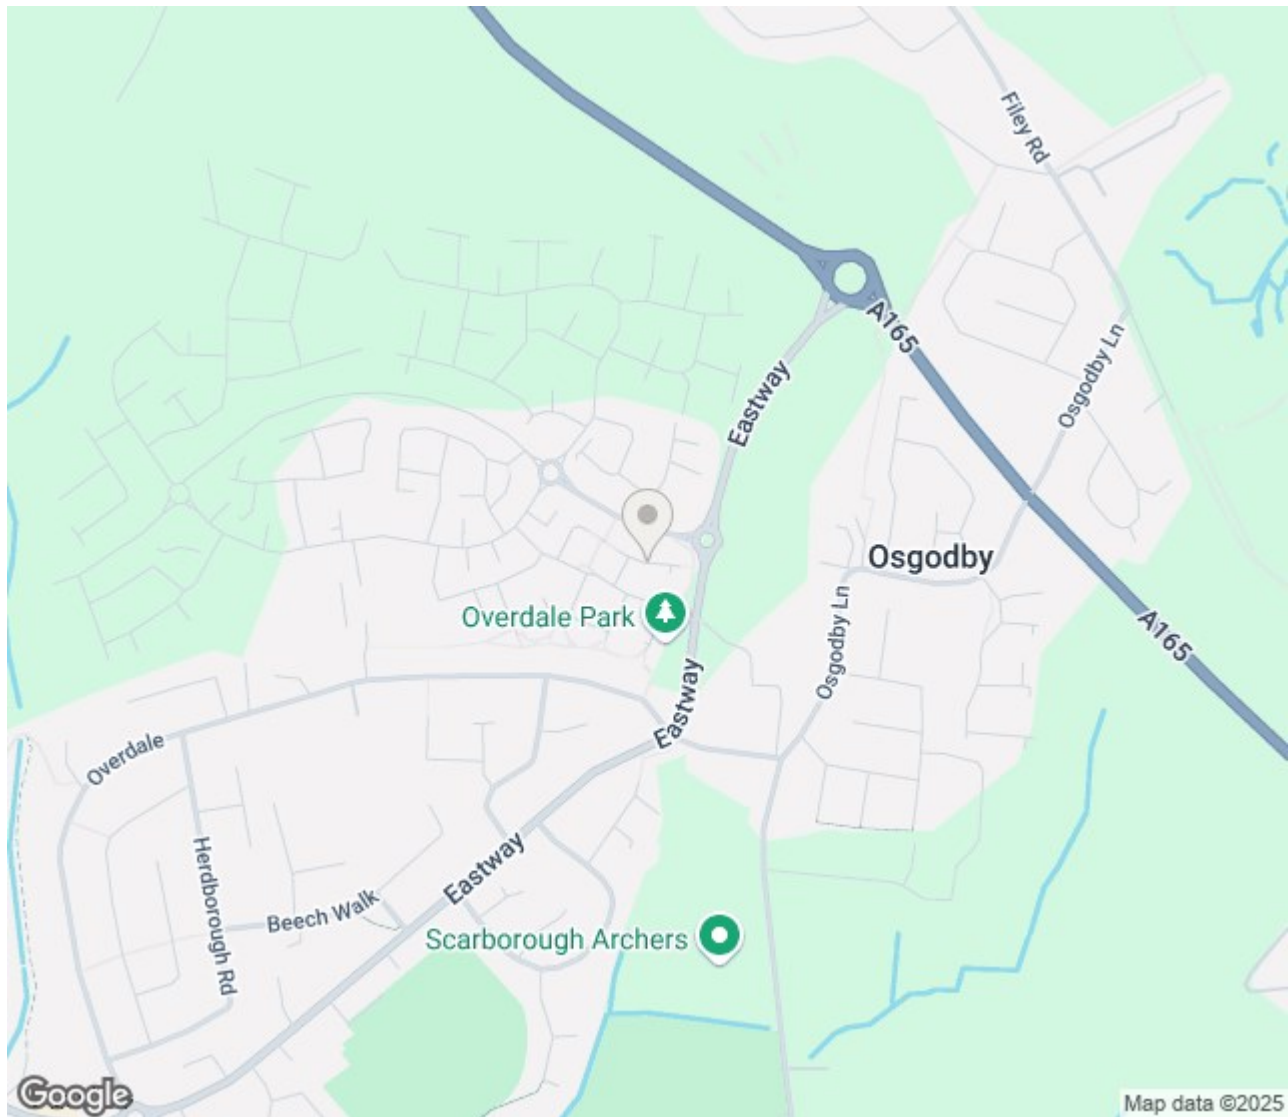 Filey Rd
A165
Eastway
Osgodby Ln
Osgodby
Overdale Park
Osgodby Ln
A165
Eastway
Overdale
Herdborough Rd
Eastway
Beech Walk
Scarborough Archers
Google
Map data ©2025